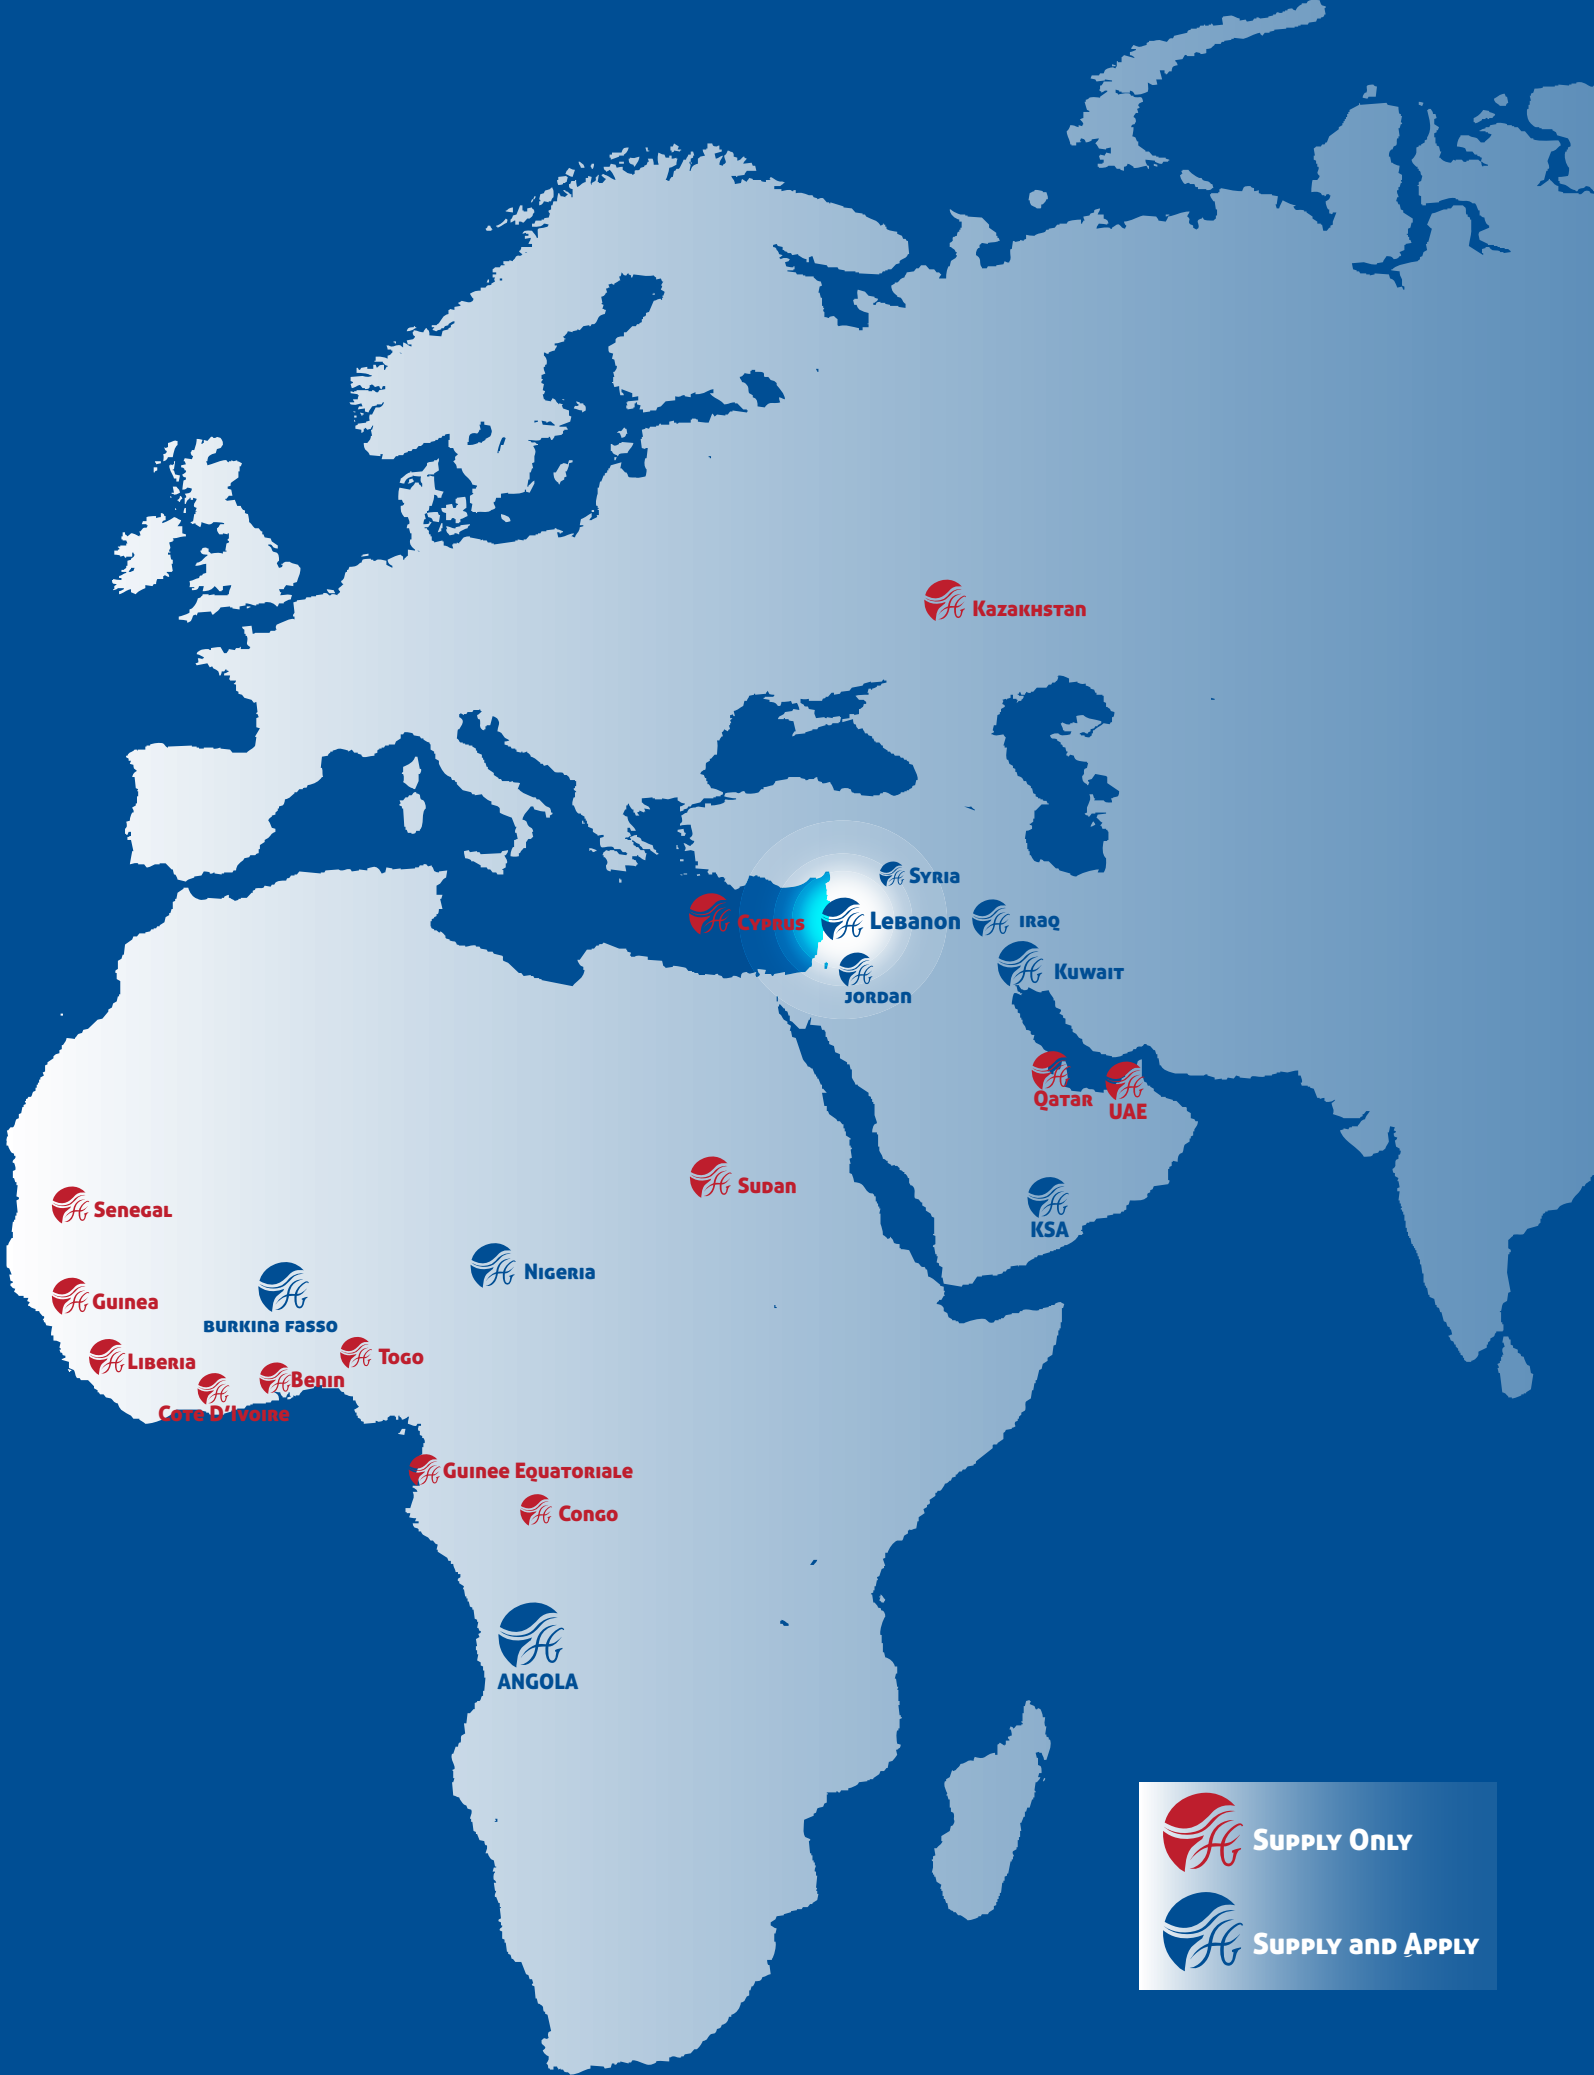 Kazakhstan
Syria
Cyprus
Lebanon
Iraq
Kuwait
Jordan
Qatar
UAE
Sudan
Senegal
KSA
Nigeria
Guinea
Burkina Fasso
Togo
Liberia
Benin
Cote D'Ivoire
Guinee Equatoriale
Congo
ANGOLA
Supply Only
Supply and Apply